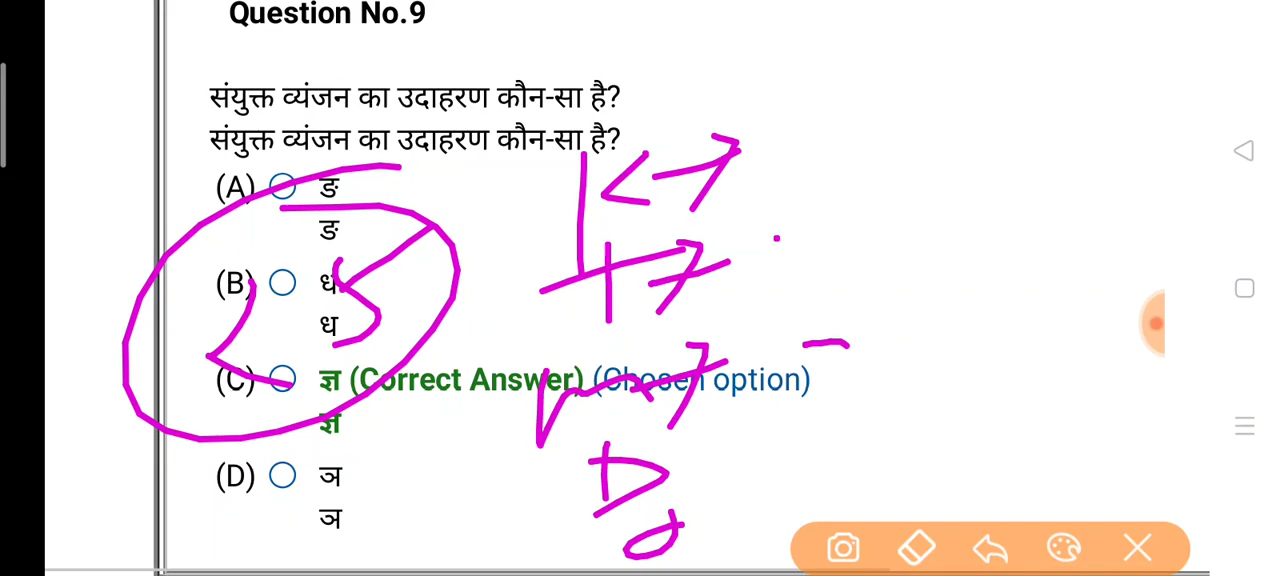 Question No.9
संयुक्त व्यंजन का उदाहरण कौन-सा है?
संयुक्त व्यंजन का उदाहरण कौन-सा है?
(A) ङ
ङ
(B) ध
ध
(C) ज्ञ (Correct Answer) (Chosen option)
ज्ञ
(D) ञ
ञ